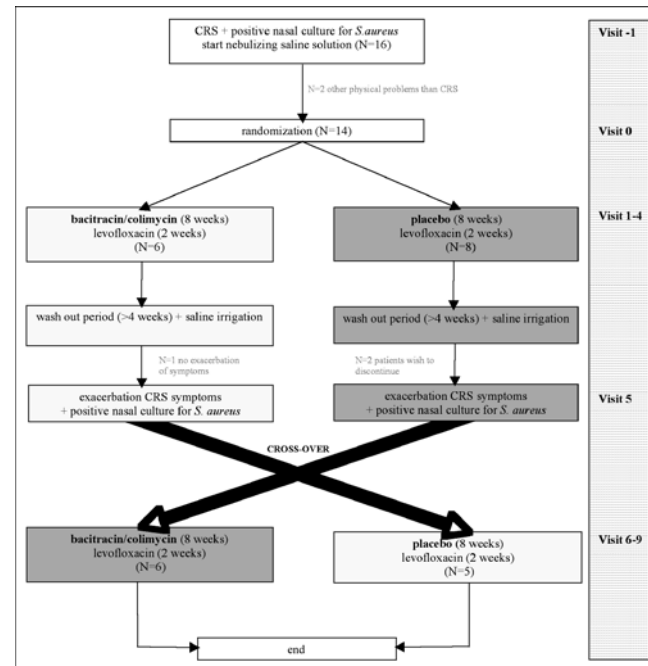 CRS + positive nasal culture for S.aureus
start nebulizing saline solution (N=16)
Visit -1
N=2 other physical problems than CRS
randomization (N=14)
Visit 0
bacitracin/colimycin (8 weeks)
levofloxacin (2 weeks)
(N=6)
placebo (8 weeks)
levofloxacin (2 weeks)
(N=8)
Visit 1-4
wash out period (>4 weeks) + saline irrigation
wash out period (>4 weeks) + saline irrigation
N=1 no exacerbation
of symptoms
N=2 patients wish to
discontinue
exacerbation CRS symptoms
+ positive nasal culture for S. aureus
exacerbation CRS symptoms
+ positive nasal culture for S. aureus
Visit 5
CROSS-OVER
bacitracin/colimycin (8 weeks)
levofloxacin (2 weeks)
(N=6)
placebo (8 weeks)
levofloxacin (2 weeks)
(N=5)
Visit 6-9
end